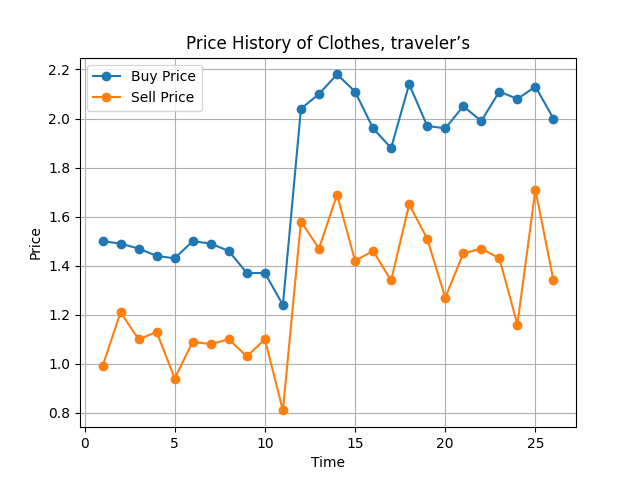 Price History of Clothes, traveler’s
Buy Price
Sell Price
2.2
2.0
1.8
1.6
1.4
1.2
1.0
0.8
Price
0 5 10 15 20 25
Time